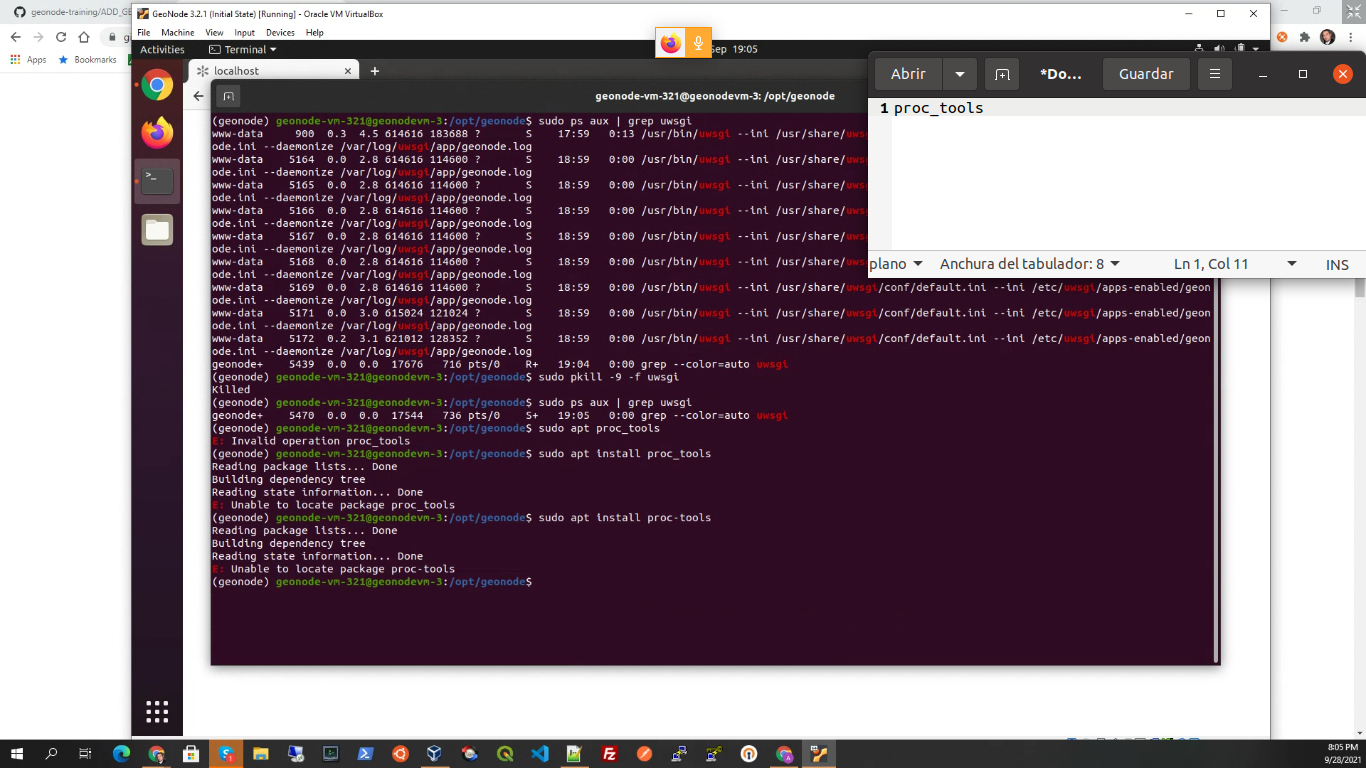 geonode-training/ADD_GE
GeoNode 3.2.1 (Initial State) [Running] - Oracle VM VirtualBox
File Machine View Input Devices Help
Activities
Terminal
Sep 19:05
Apps
Bookmarks
localhost
geonode-vm-321@geonodevm-3: /opt/geonode
Abrir
*Do...
Guardar
1 proc_tools
plano
Anchura del tabulador: 8
Ln 1, Col 11
INS
(geonode) geonode-vm-321@geonodevm-3:/opt/geonode$ sudo ps aux | grep uwsgi
www-data 900 0.3 4.5 614616 183688 ? S 17:59 0:13 /usr/bin/uwsgi --ini /usr/share/uws
ode.ini --daemonize /var/log/uwsgi/app/geonode.log
www-data 5164 0.0 2.8 614616 114600 ? S 18:59 0:00 /usr/bin/uwsgi --ini /usr/share/uws
ode.ini --daemonize /var/log/uwsgi/app/geonode.log
www-data 5165 0.0 2.8 614616 114600 ? S 18:59 0:00 /usr/bin/uwsgi --ini /usr/share/uws
ode.ini --daemonize /var/log/uwsgi/app/geonode.log
www-data 5166 0.0 2.8 614616 114600 ? S 18:59 0:00 /usr/bin/uwsgi --ini /usr/share/uws
ode.ini --daemonize /var/log/uwsgi/app/geonode.log
www-data 5167 0.0 2.8 614616 114600 ? S 18:59 0:00 /usr/bin/uwsgi --ini /usr/share/uws
ode.ini --daemonize /var/log/uwsgi/app/geonode.log
www-data 5168 0.0 2.8 614616 114600 ? S 18:59 0:00 /usr/bin/uwsgi --ini /usr/share/uws
ode.ini --daemonize /var/log/uwsgi/app/geonode.log
www-data 5169 0.0 2.8 614616 114600 ? S 18:59 0:00 /usr/bin/uwsgi --ini /usr/share/uwsgi/conf/default.ini --ini /etc/uwsgi/apps-enabled/geon
ode.ini --daemonize /var/log/uwsgi/app/geonode.log
www-data 5171 0.0 3.0 615024 121024 ? S 18:59 0:00 /usr/bin/uwsgi --ini /usr/share/uwsgi/conf/default.ini --ini /etc/uwsgi/apps-enabled/geon
ode.ini --daemonize /var/log/uwsgi/app/geonode.log
www-data 5172 0.2 3.1 621012 128352 ? S 18:59 0:00 /usr/bin/uwsgi --ini /usr/share/uwsgi/conf/default.ini --ini /etc/uwsgi/apps-enabled/geon
ode.ini --daemonize /var/log/uwsgi/app/geonode.log
geonode+ 5439 0.0 0.0 17676 716 pts/0 R+ 19:04 0:00 grep --color=auto uwsgi
(geonode) geonode-vm-321@geonodevm-3:/opt/geonode$ sudo pkill -9 -f uwsgi
Killed
(geonode) geonode-vm-321@geonodevm-3:/opt/geonode$ sudo ps aux | grep uwsgi
geonode+ 5470 0.0 0.0 17544 736 pts/0 S+ 19:05 0:00 grep --color=auto uwsgi
(geonode) geonode-vm-321@geonodevm-3:/opt/geonode$ sudo apt proc_tools
E: Invalid operation proc_tools
(geonode) geonode-vm-321@geonodevm-3:/opt/geonode$ sudo apt install proc_tools
Reading package lists... Done
Building dependency tree
Reading state information... Done
E: Unable to locate package proc_tools
(geonode) geonode-vm-321@geonodevm-3:/opt/geonode$ sudo apt install proc-tools
Reading package lists... Done
Building dependency tree
Reading state information... Done
E: Unable to locate package proc-tools
(geonode) geonode-vm-321@geonodevm-3:/opt/geonode$
8:05 PM
9/28/2021